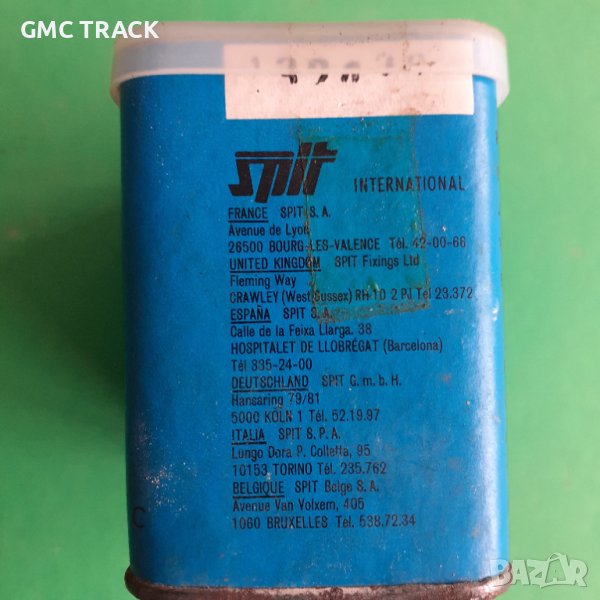 GMC TRACK
spit INTERNATIONAL
FRANCE SPIT S.A.
Avenue de Lyon
26500 BOURG-LES-VALENCE Tél. 42-00-66
UNITED KINGDOM SPIT Fixings Ltd
Fleming Way
CRAWLEY (West Sussex) RH 10 2 PJ Tel 23.372
ESPAÑA SPIT S.A.
Calle de la Feixa Llarga. 38
HOSPITALET DE LLOBRÉGAT (Barcelona)
Tél 335-24-00
DEUTSCHLAND SPIT G.m.b.H.
Hansaring 79/81
5000 KÖLN 1 Tél. 52.19.97
ITALIA SPIT S.P.A.
Lungo Dora P. Colletta, 95
10153 TORINO Tél. 235.762
BELGIQUE SPIT Belge S.A.
Avenue Van Volxem, 405
C
1060 BRUXELLES Tel. 538.72.34
BAZAR